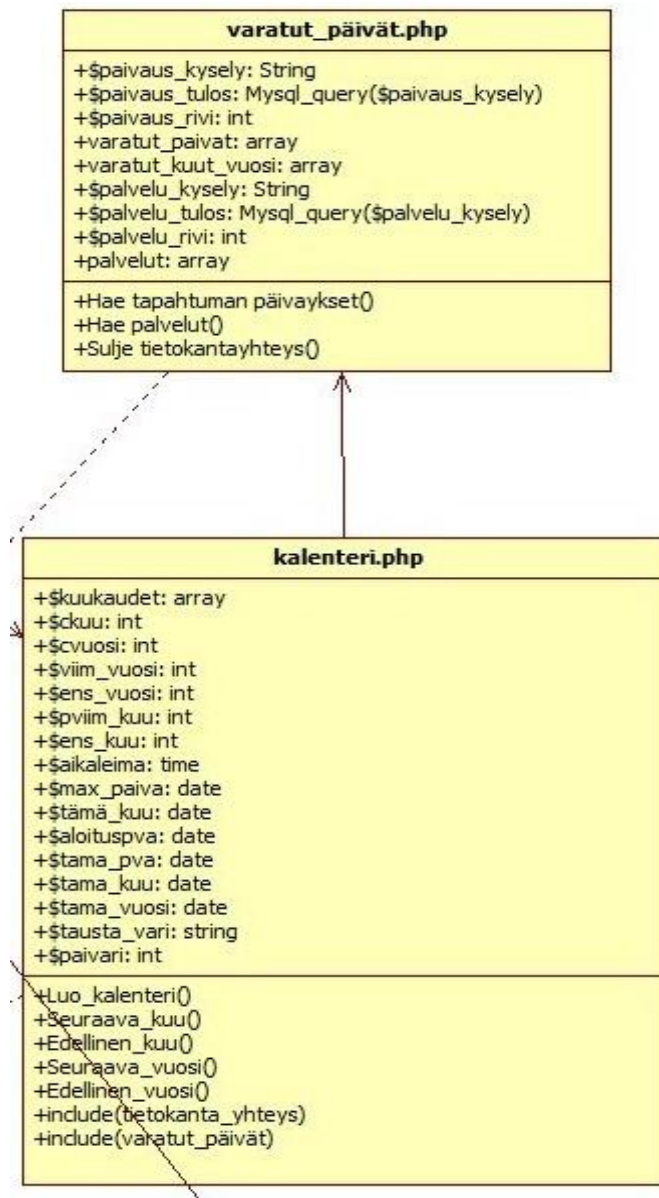 varatut_päivät.php
+$paivaus_kysely: String
+$paivaus_tulos: Mysql_query($paivaus_kysely)
+$paivaus_rivi: int
+varatut_paivat: array
+varatut_kuut_vuosi: array
+$palvelu_kysely: String
+$palvelu_tulos: Mysql_query($palvelu_kysely)
+$palvelu_rivi: int
+palvelut: array
+Hae tapahtuman päivaykset()
+Hae palvelut()
+Sulje tietokantayhteys()
kalenteri.php
+$kuukaudet: array
+$ckuu: int
+$cvuosi: int
+$viim_vuosi: int
+$ens_vuosi: int
+$pviim_kuu: int
+$ens_kuu: int
+$aikaleima: time
+$max_paiva: date
+$tämä_kuu: date
+$aloituspva: date
+$tama_pva: date
+$tama_kuu: date
+$tama_vuosi: date
+$tausta_vari: string
+$paivari: int
+Luo_kalenteri()
+Seuraava_kuu()
+Edellinen_kuu()
+Seuraava_vuosi()
+Edellinen_vuosi()
+include(tietokanta_yhteys)
+include(varatut_päivät)